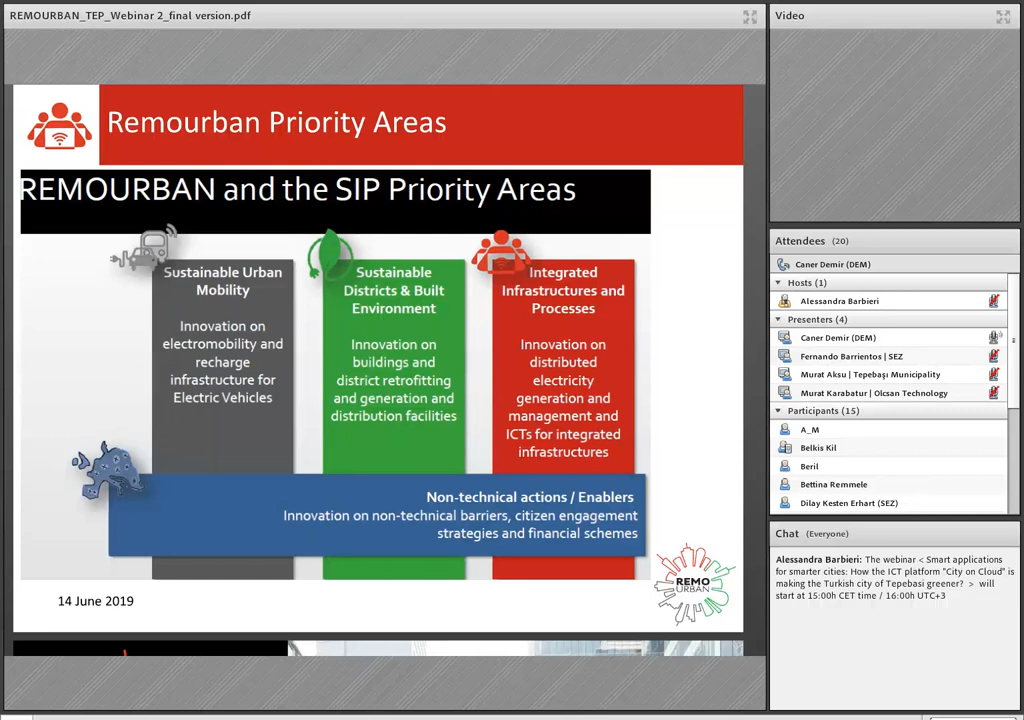 REMOURBAN_TEP_Webinar 2_final version.pdf
Remourban Priority Areas
REMOURBAN and the SIP Priority Areas
Sustainable Urban
Mobility
Innovation on
electromobility and
recharge
infrastructure for
Electric Vehicles
Sustainable
Districts & Built
Environment
Innovation on
buildings and
district retrofitting
and generation and
distribution facilities
Integrated
Infrastructures and
Processes
Innovation on
distributed
electricity
generation and
management and
ICTs for integrated
infrastructures
Non-technical actions / Enablers
Innovation on non-technical barriers, citizen engagement
strategies and financial schemes
14 June 2019
REMO
URBAN
Video
Attendees (20)
Caner Demir (DEM)
Hosts (1)
Alessandra Barbieri
Presenters (4)
Caner Demir (DEM)
Fernando Barrientos | SEZ
Murat Aksu | Tepebaşı Municipality
Murat Karabatur | Olcsan Technology
Participants (15)
A_M
Belkis Kil
Beril
Bettina Remmele
Dilay Kesten Erhart (SEZ)
Chat (Everyone)
Alessandra Barbieri: The webinar < Smart applications
for smarter cities: How the ICT platform "City on Cloud" is
making the Turkish city of Tepebasi greener? > will
start at 15:00h CET time / 16:00h UTC+3